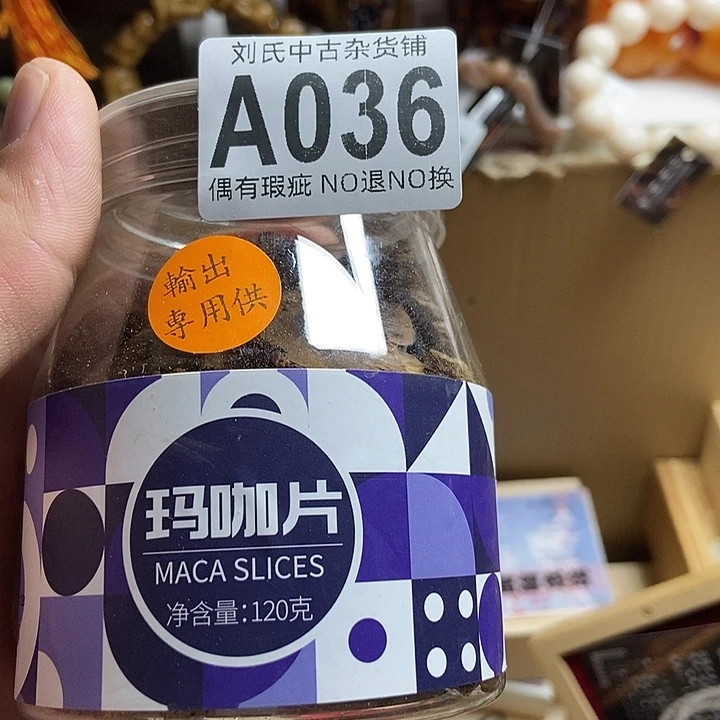 刘氏中古杂货铺
A036
偶有瑕疵 NO退NO换
輸出
專用供
玛咖片
MACA SLICES
净含量:120克